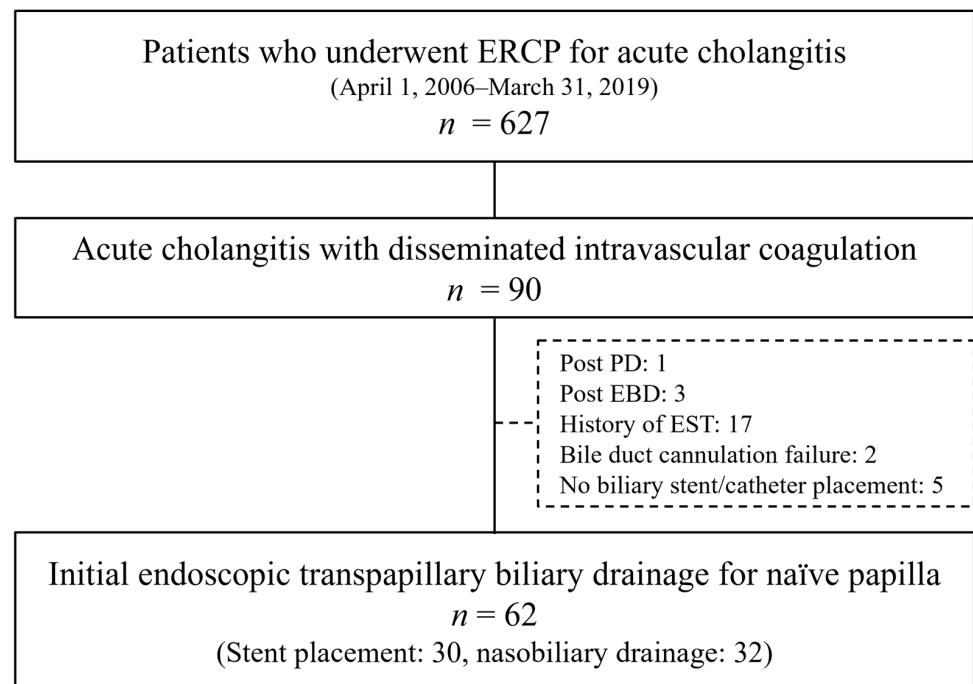 Patients who underwent ERCP for acute cholangitis
(April 1, 2006–March 31, 2019)
n = 627
Acute cholangitis with disseminated intravascular coagulation
n = 90
Post PD: 1
Post EBD: 3
History of EST: 17
Bile duct cannulation failure: 2
No biliary stent/catheter placement: 5
Initial endoscopic transpapillary biliary drainage for naïve papilla
n = 62
(Stent placement: 30, nasobiliary drainage: 32)